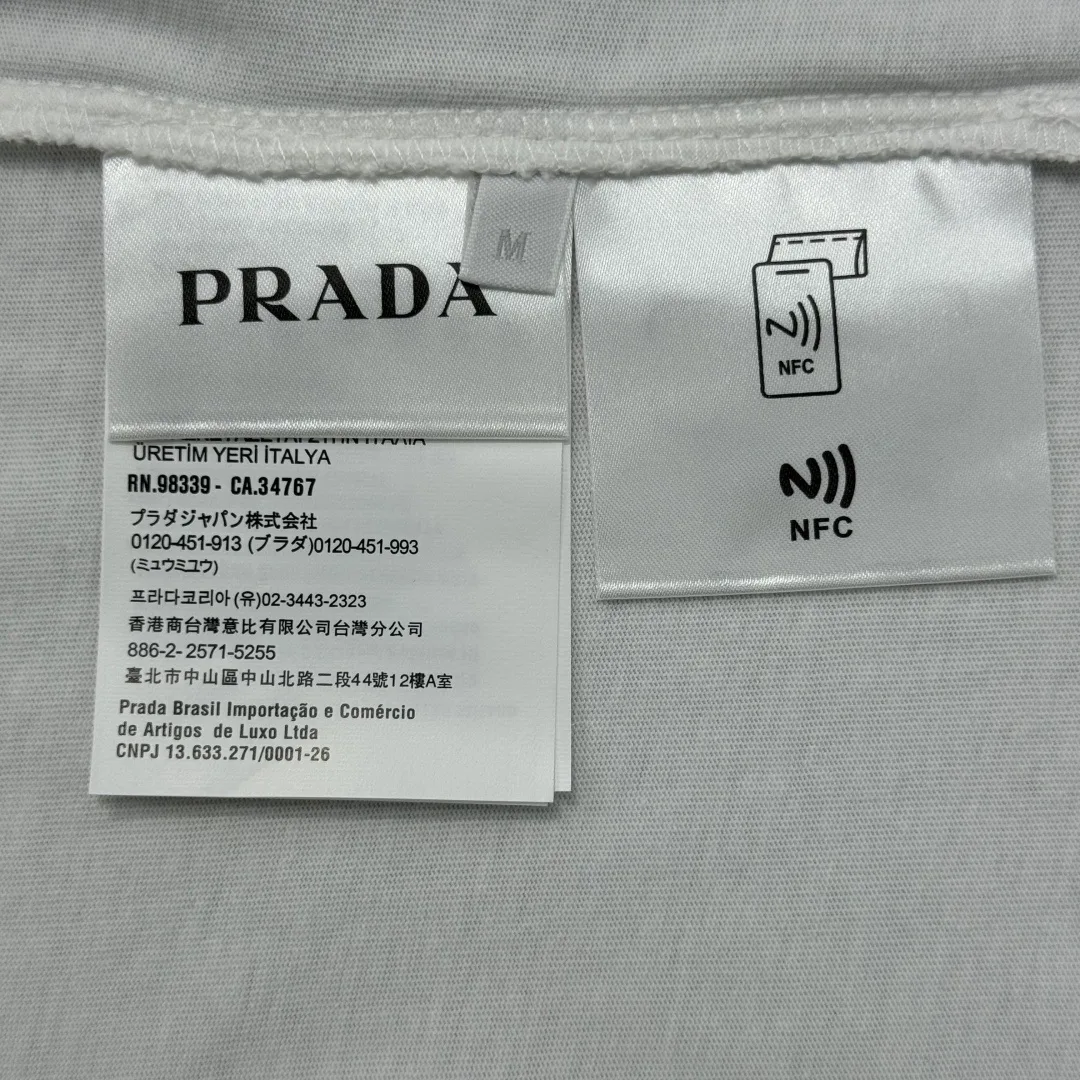 PRADA
M
ÜRETİM YERİ İTALYA
RN.98339 - CA.34767
プラダジャパン株式会社
0120-451-913 (プラダ)0120-451-993
(ミュウミユウ)
프라다코리아(유)02-3443-2323
香港商台灣意比有限公司台灣分公司
886-2-2571-5255
臺北市中山區中山北路二段44號12樓A室
Prada Brasil Importação e Comércio
de Artigos de Luxo Ltda
CNPJ 13.633.271/0001-26
NFC
NFC